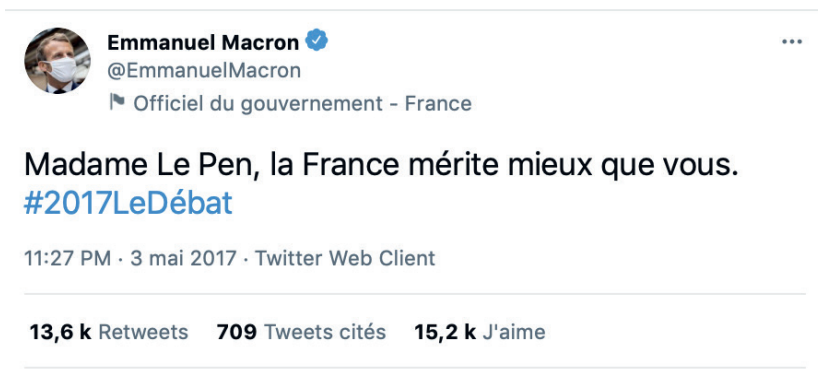 Emmanuel Macron
@EmmanuelMacron
Officiel du gouvernement - France
Madame Le Pen, la France mérite mieux que vous.
#2017LeDébat
11:27 PM · 3 mai 2017 · Twitter Web Client
13,6 k Retweets 709 Tweets cités 15,2 k J'aime